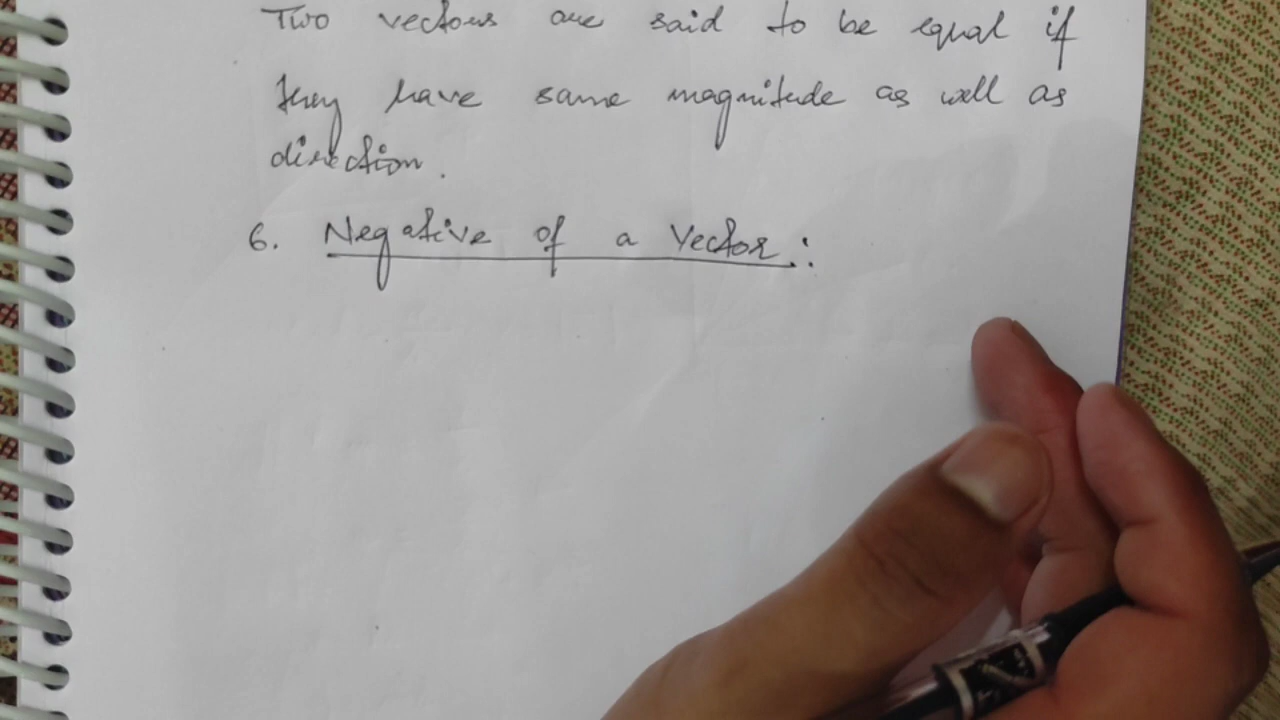 Two vectors are said to be equal if
they have same magnitude as well as
direction.
6. Negative of a Vector :